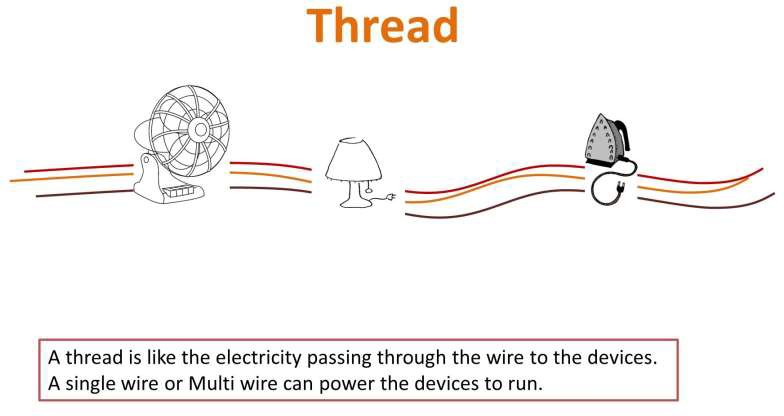 Thread
A thread is like the electricity passing through the wire to the devices.
A single wire or Multi wire can power the devices to run.